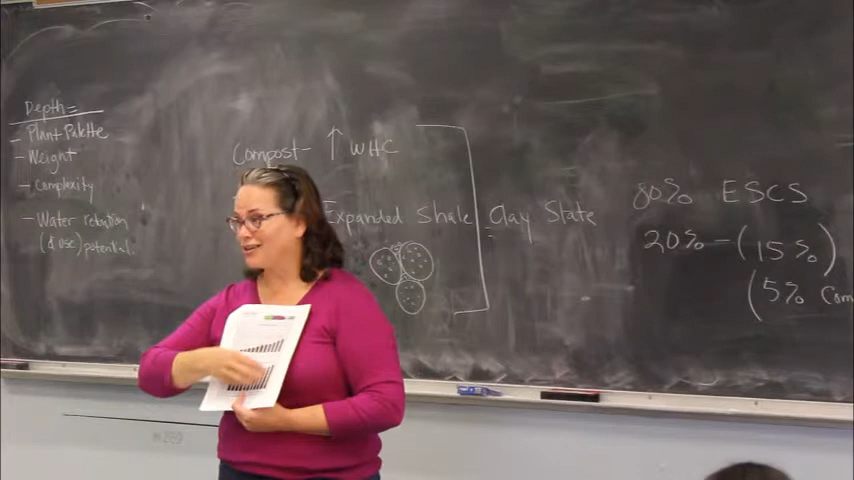 Depth =
- Plant Palette
- Weight
- Complexity
- Water retention
(& use) potential.
Compost - ↑ WHC
Expanded Shale Clay State
80% ESCS
20% - (15%)
(5% Com